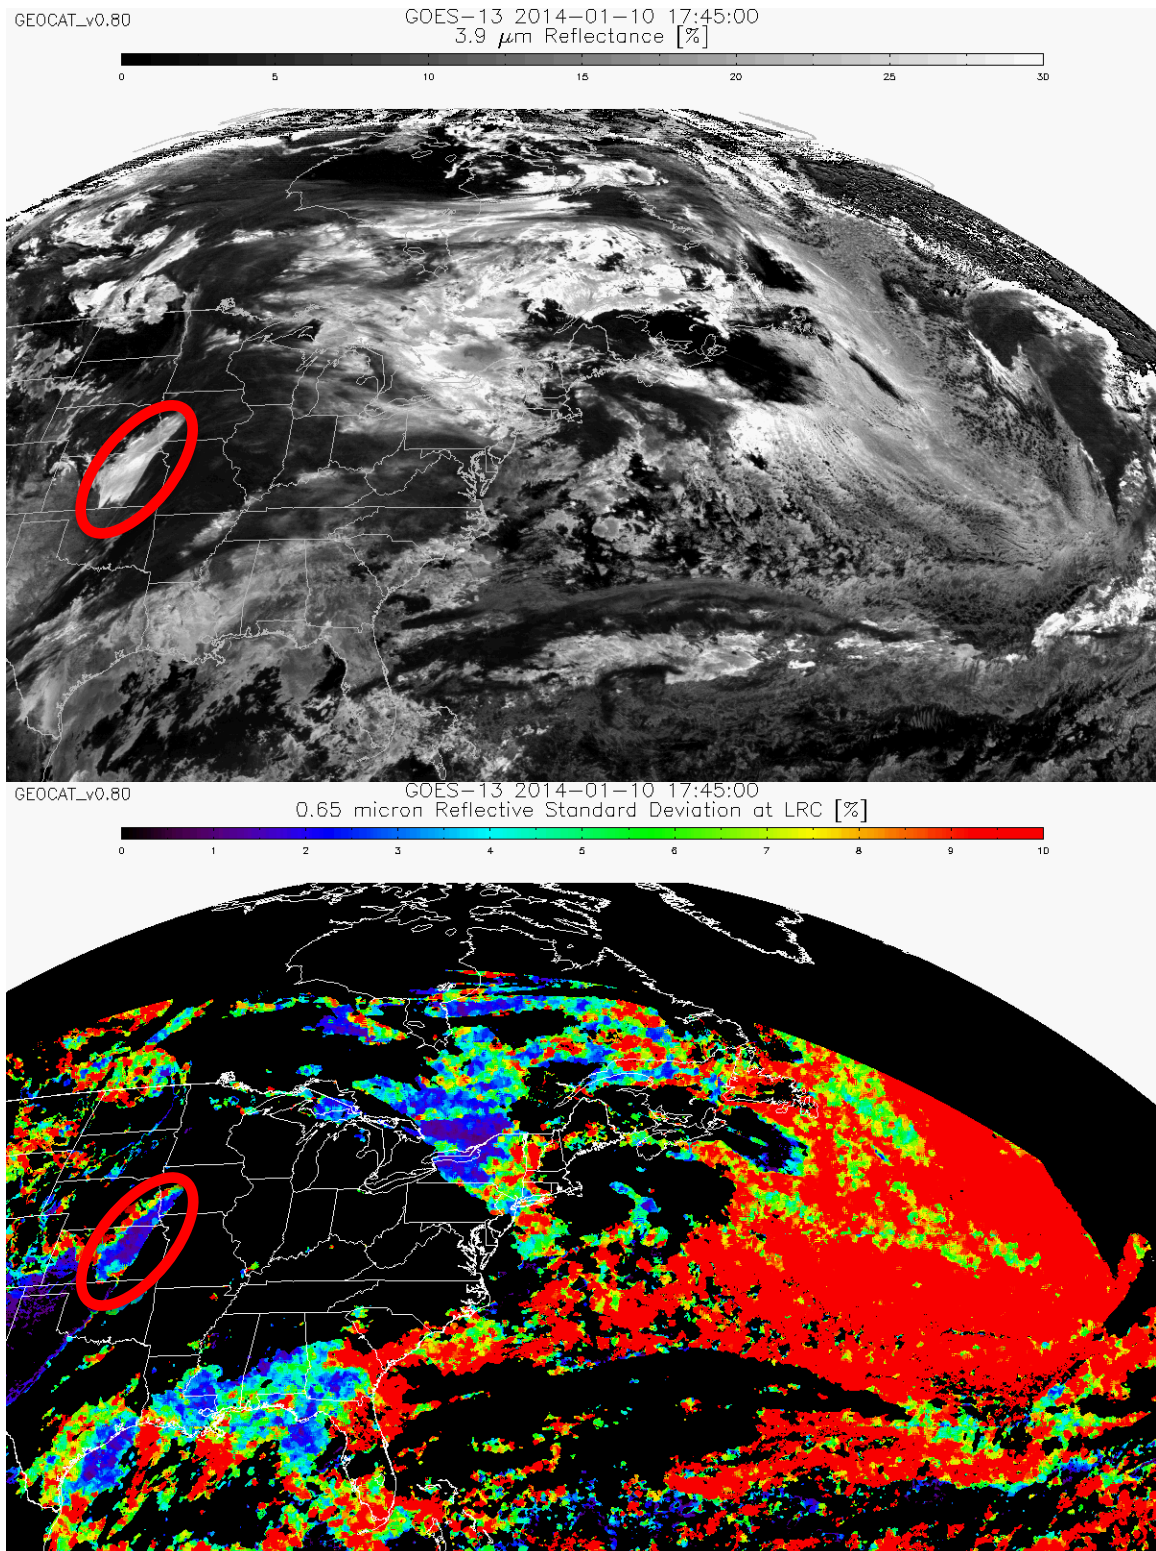 GEOCAT_v0.80
GOES-13 2014-01-10 17:45:00
3.9 μm Reflectance [%]
0 5 10 15 20 25 30
GEOCAT_v0.80
GOES-13 2014-01-10 17:45:00
0.65 micron Reflective Standard Deviation at LRC [%]
0 1 2 3 4 5 6 7 8 9 10